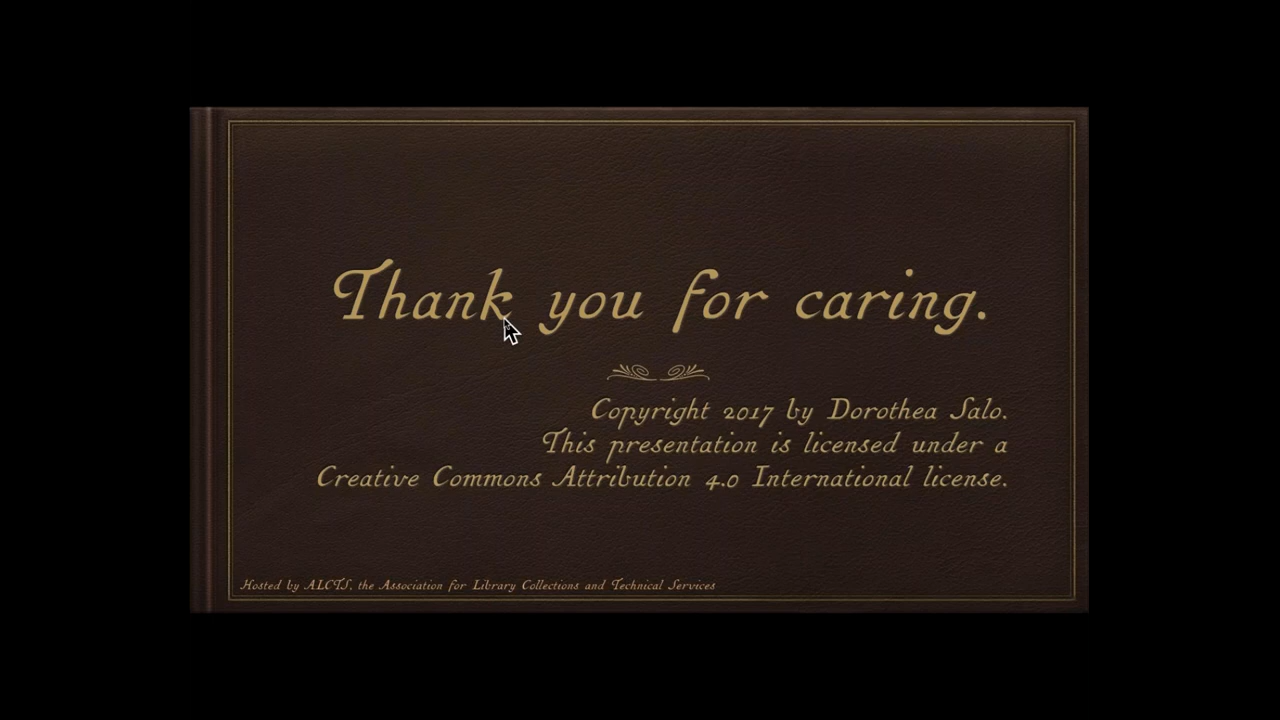 Thank you for caring.
Copyright 2017 by Dorothea Salo.
This presentation is licensed under a
Creative Commons Attribution 4.0 International license.
Hosted by ALCTS, the Association for Library Collections and Technical Services